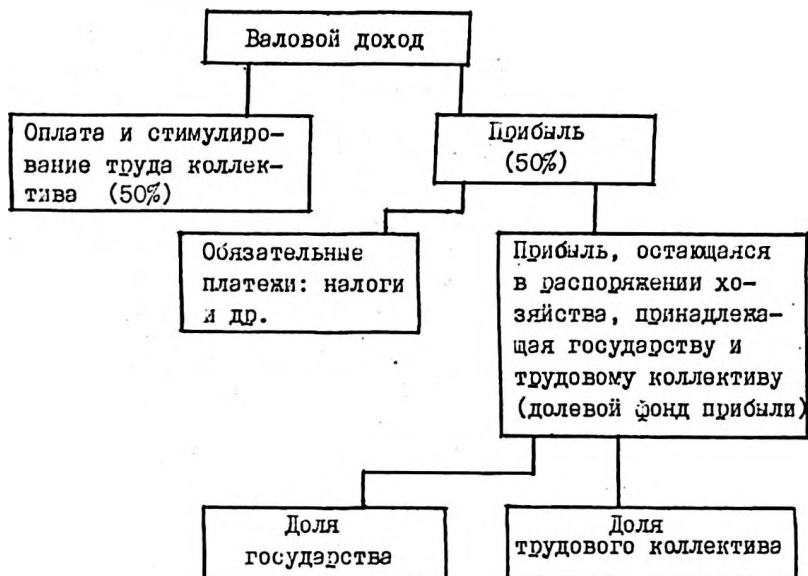 Валовой доход
Оплата и стимулиро-
вание труда коллек-
тива (50%)
Прибыль
(50%)
Обязательные
платежи: налоги
и др.
Прибыль, остающаяся
в распоряжении хо-
зяйства, принадлежа-
щая государству и
трудовому коллективу
(долевой фонд прибыли)
Доля
государства
Доля
трудового коллектива